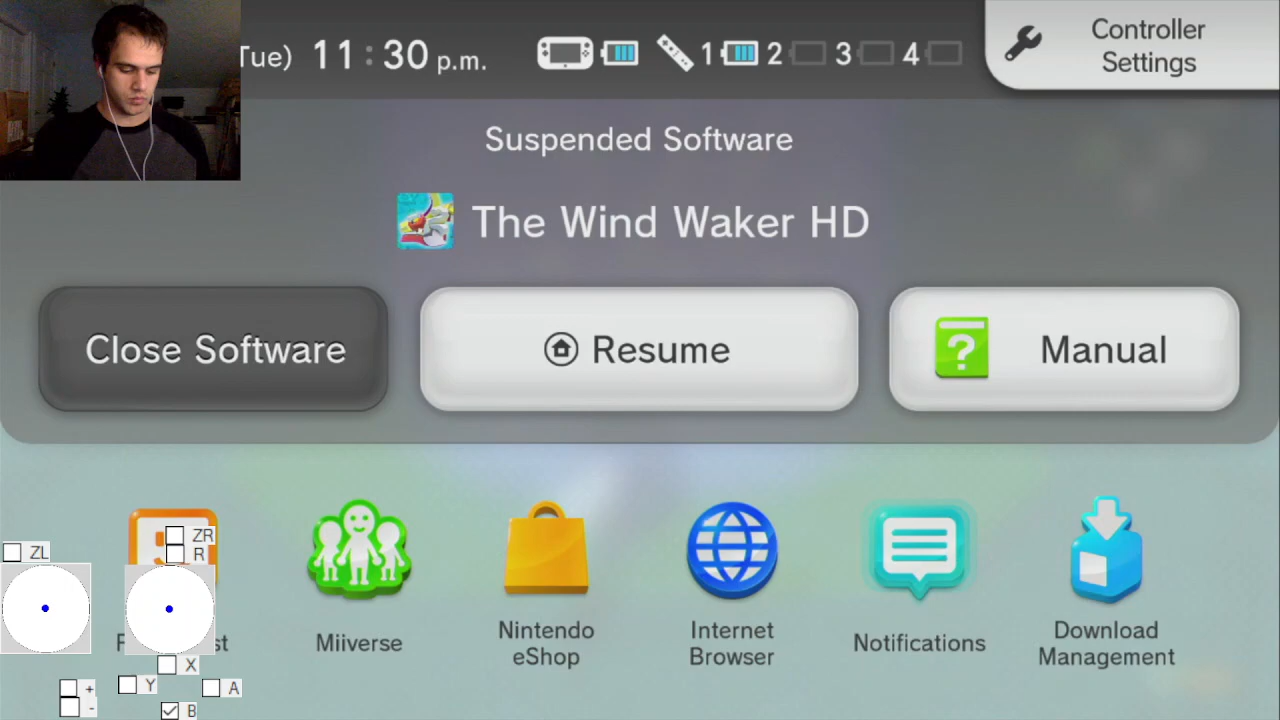 Tue) 11:30 p.m.
1 2 3 4
Controller
Settings
Suspended Software
The Wind Waker HD
Close Software
Resume
? Manual
ZR
ZL
R
Miiverse
Nintendo
eShop
Internet
Browser
Notifications
Download
Management
X
Y
A
+
-
B